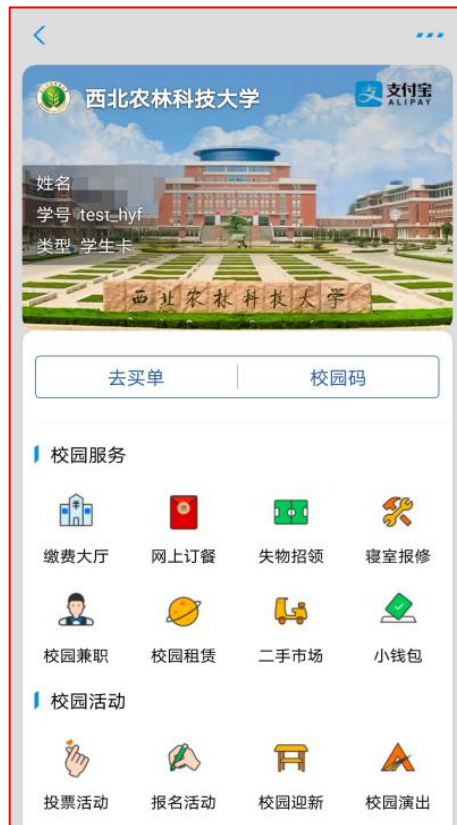 西北农林科技大学
支付宝
ALIPAY
姓名
学号 test_hyf
类型 学生卡
西北农林科技大学
去买单 校园码
校园服务
缴费大厅 网上订餐 失物招领 寝室报修
校园兼职 校园租赁 二手市场 小钱包
校园活动
投票活动 报名活动 校园迎新 校园演出